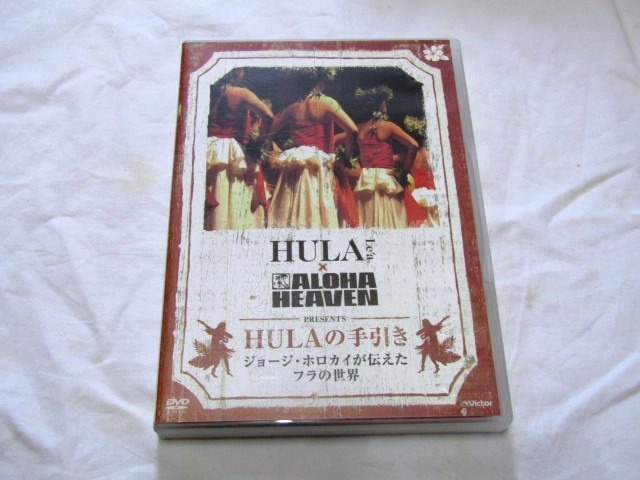 HULA Le'a
×
ALOHA
HEAVEN
PRESENTS
HULAの手引き
ジョージ・ホロカイが伝えた
フラの世界
DVD
Victor